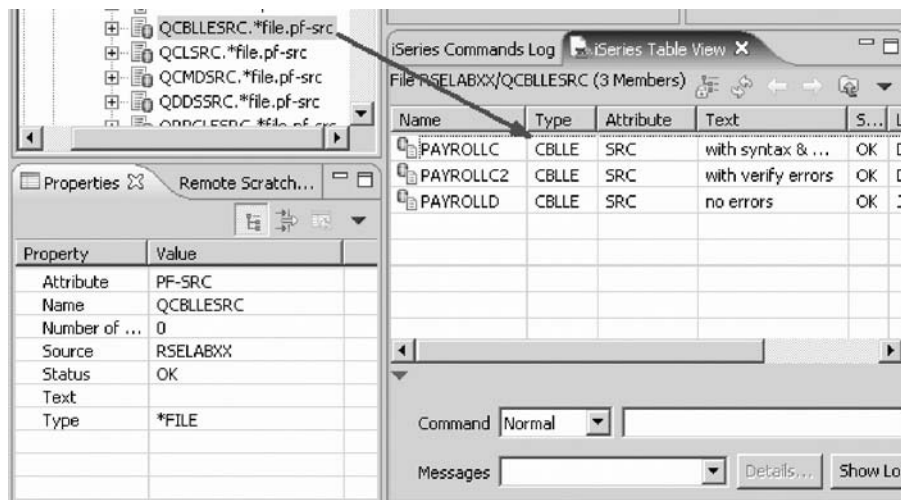 QCBLLESRC.*file.pf-src
QCLSRC.*file.pf-src
QCMDSRC.*file.pf-src
QDDSSRC.*file.pf-src
Properties Remote Scratch...
Property Value
Attribute PF-SRC
Name QCBLLESRC
Number of ... 0
Source RSELABXX
Status OK
Text
Type *FILE
iSeries Commands Log iSeries Table View
File RSELABXX/QCBLLESRC (3 Members)
Name Type Attribute Text S...
PAYROLLC CBLLE SRC with syntax & ... OK
PAYROLLC2 CBLLE SRC with verify errors OK
PAYROLLD CBLLE SRC no errors OK
Command Normal
Messages Details... Show Lo